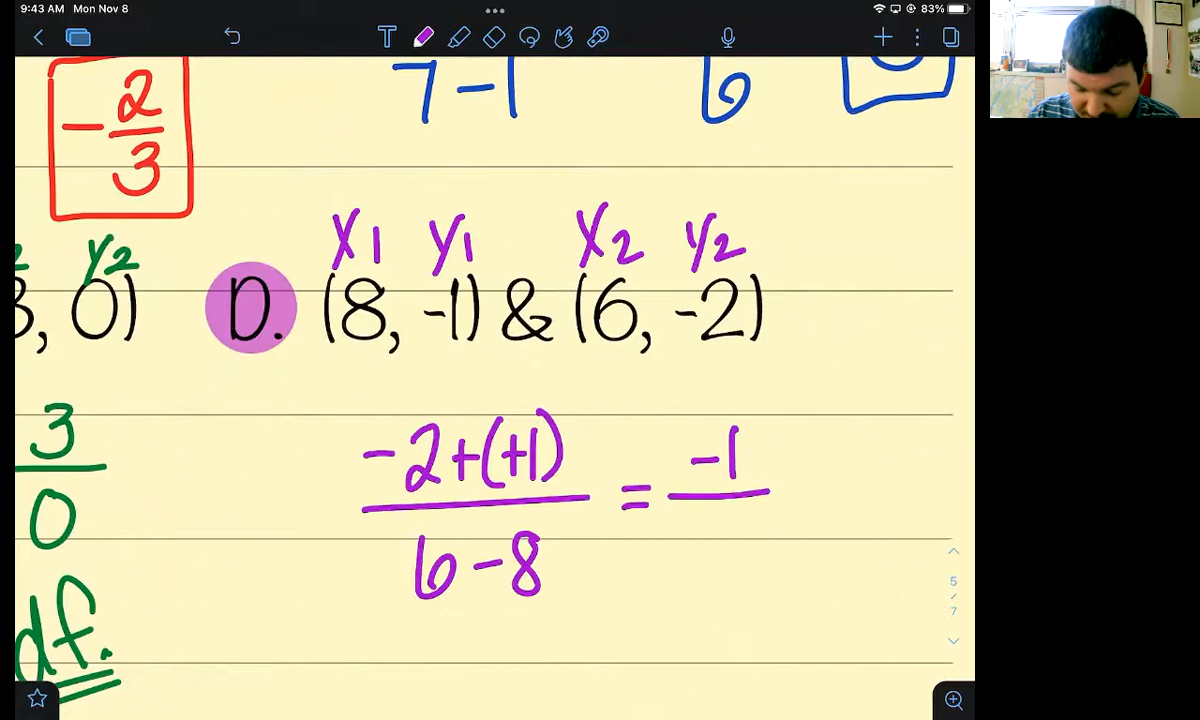 9:43 AM Mon Nov 8
83%
T
- 2/3
7 - 1
6
X1 Y1 X2 Y2
Y2
, 0)
D. (8, -1) & (6, -2)
3/0
(-2 + (+1))/(6 - 8) = -1/
df.
5/7